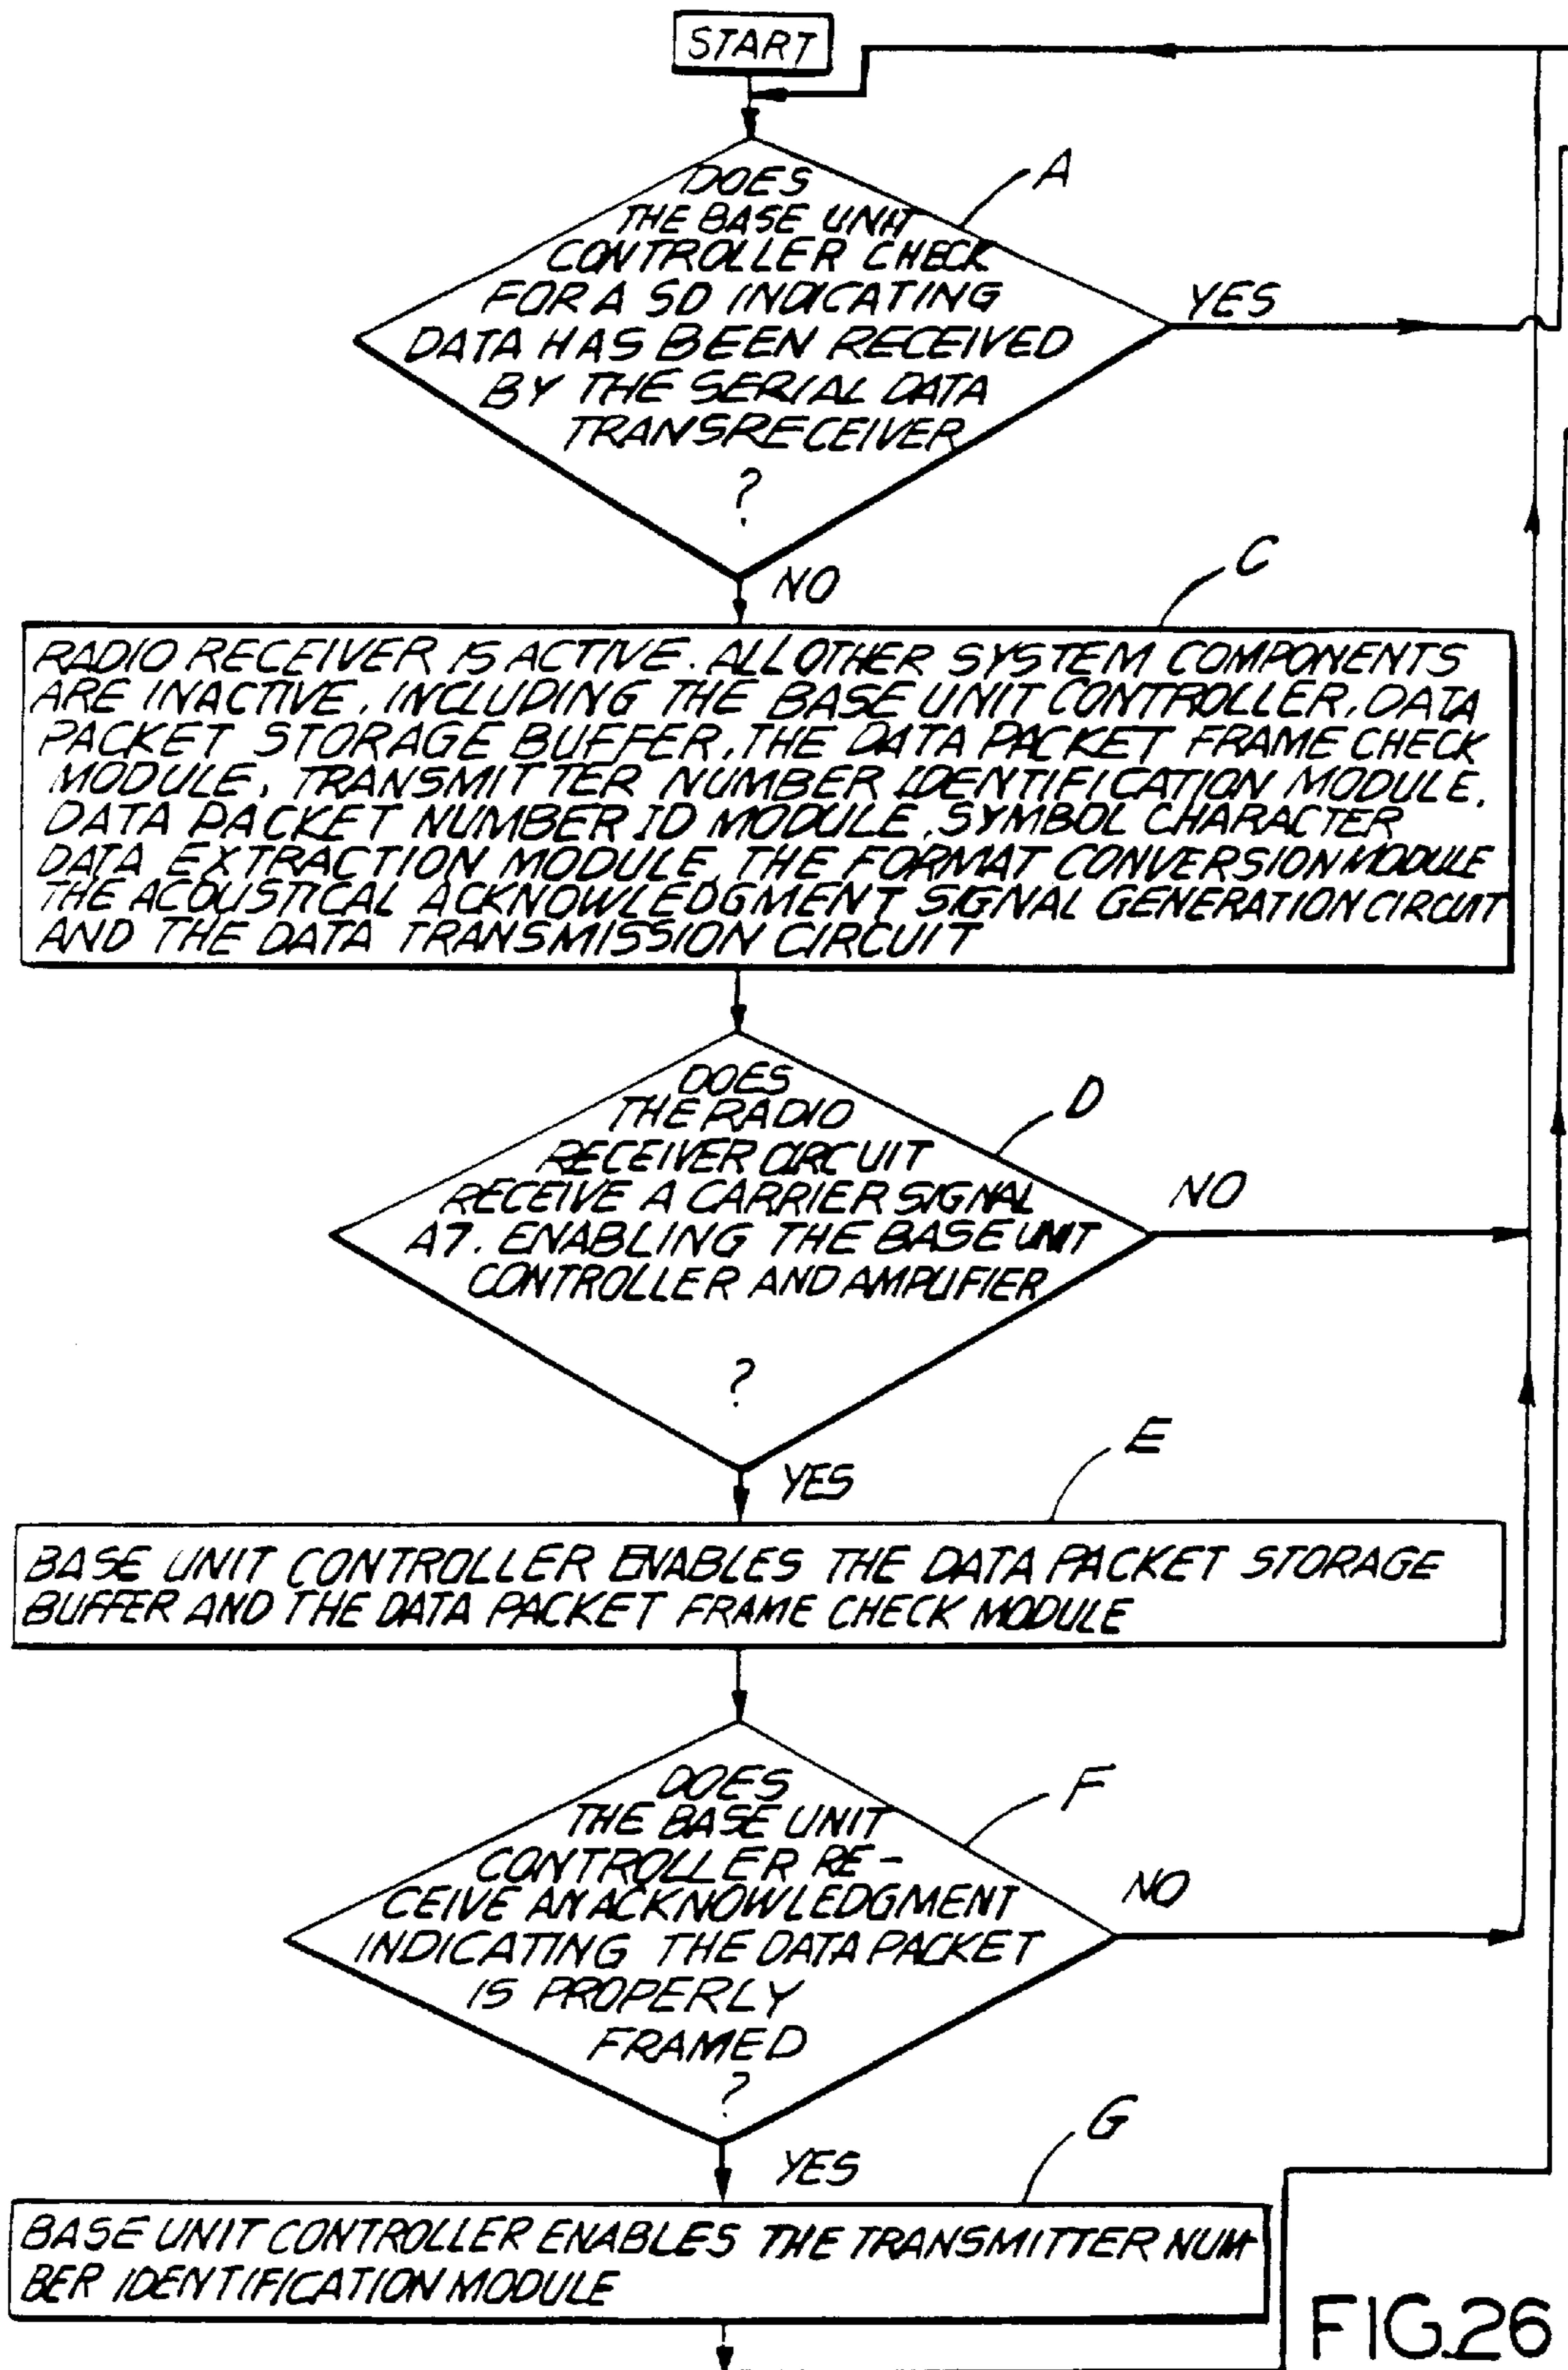 START
A
DOES
THE BASE UNIT
CONTROLLER CHECK
FOR A SD INDICATING
DATA HAS BEEN RECEIVED
BY THE SERIAL DATA
TRANSRECEIVER
?
YES
NO
C
RADIO RECEIVER IS ACTIVE. ALL OTHER SYSTEM COMPONENTS
ARE INACTIVE, INCLUDING THE BASE UNIT CONTROLLER, DATA
PACKET STORAGE BUFFER, THE DATA PACKET FRAME CHECK
MODULE, TRANSMITTER NUMBER IDENTIFICATION MODULE,
DATA PACKET NUMBER ID MODULE, SYMBOL CHARACTER
DATA EXTRACTION MODULE, THE FORMAT CONVERSION MODULE
THE ACOUSTICAL ACKNOWLEDGMENT SIGNAL GENERATION CIRCUIT
AND THE DATA TRANSMISSION CIRCUIT
D
DOES
THE RADIO
RECEIVER CIRCUIT
RECEIVE A CARRIER SIGNAL
A7. ENABLING THE BASE UNIT
CONTROLLER AND AMPLIFIER
?
NO
YES
E
BASE UNIT CONTROLLER ENABLES THE DATA PACKET STORAGE
BUFFER AND THE DATA PACKET FRAME CHECK MODULE
F
DOES
THE BASE UNIT
CONTROLLER RE-
CEIVE AN ACKNOWLEDGMENT
INDICATING THE DATA PACKET
IS PROPERLY
FRAMED
?
NO
YES
G
BASE UNIT CONTROLLER ENABLES THE TRANSMITTER NUM-
BER IDENTIFICATION MODULE
FIG.26